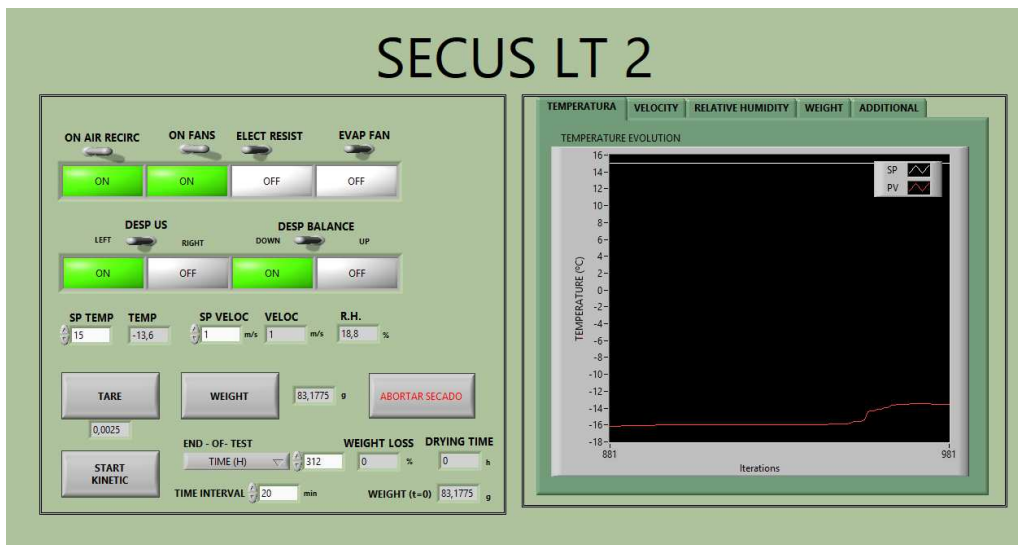 SECUS LT 2
ON AIR RECIRC ON FANS ELECT RESIST EVAP FAN
ON ON OFF OFF
DESP US DESP BALANCE
LEFT RIGHT DOWN UP
ON OFF ON OFF
SP TEMP TEMP SP VELOC VELOC R.H.
15 -13,6 1 m/s 1 m/s 18,8 %
TARE WEIGHT 83,1775 g ABORTAR SECADO
0,0025
END - OF- TEST WEIGHT LOSS DRYING TIME
TIME (H) 312 0 % 0 h
START
KINETIC
TIME INTERVAL 20 min WEIGHT (t=0) 83,1775 g
TEMPERATURA VELOCITY RELATIVE HUMIDITY WEIGHT ADDITIONAL
TEMPERATURE EVOLUTION
SP
PV
TEMPERATURE (ºC)
16
14
12
10
8
6
4
2
0
-2
-4
-6
-8
-10
-12
-14
-16
-18
881 981
Iterations